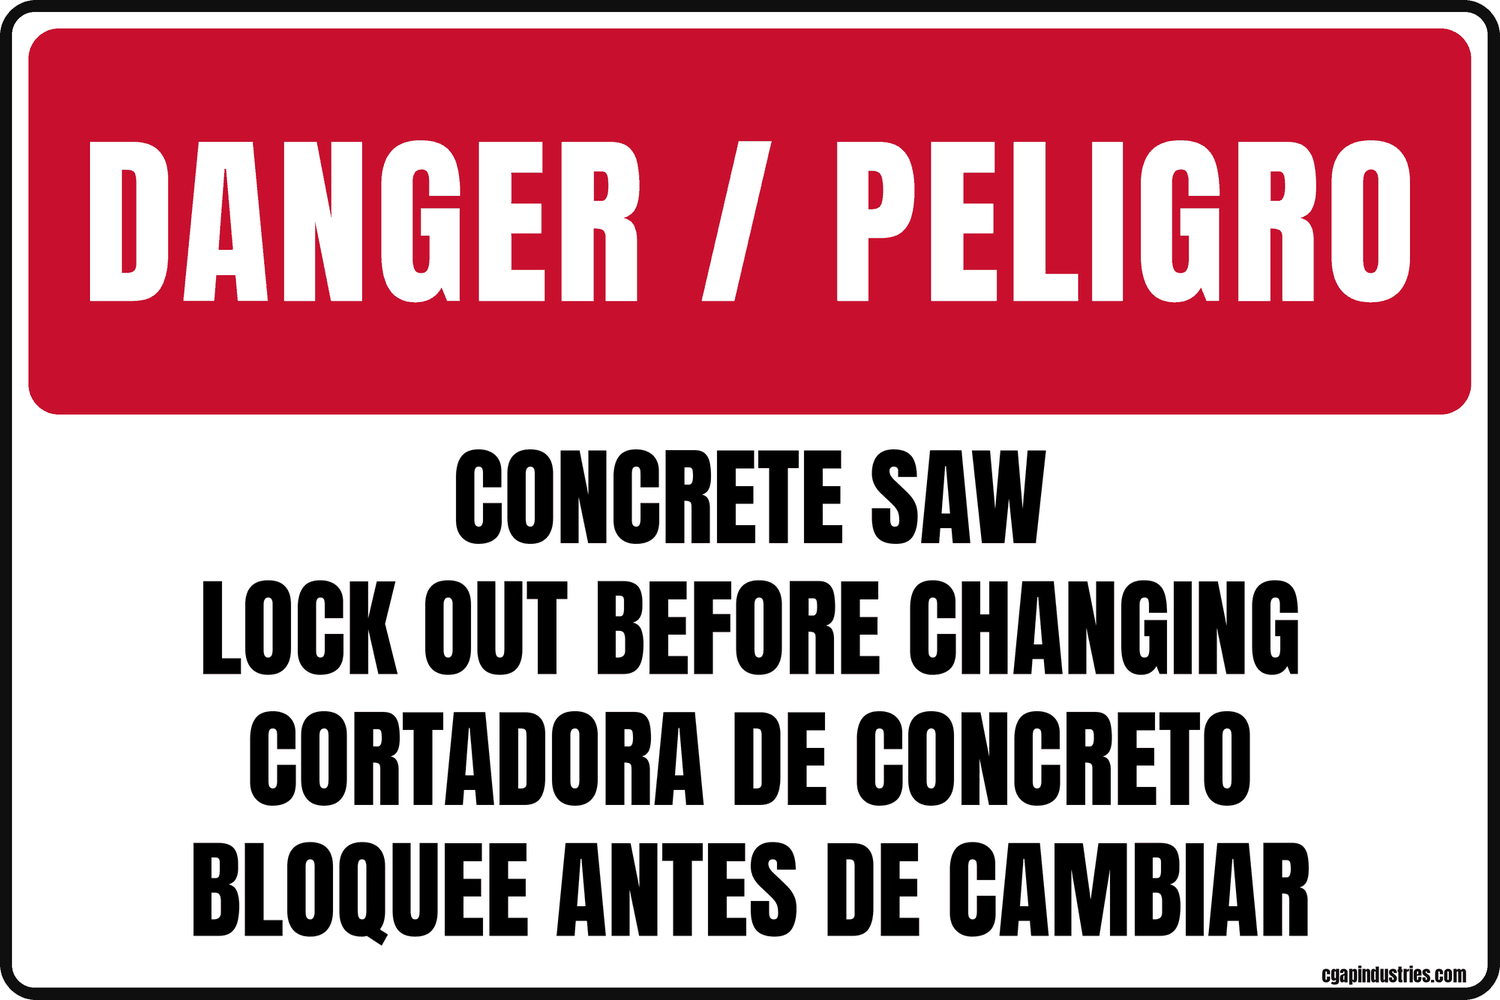 DANGER / PELIGRO
CONCRETE SAW
LOCK OUT BEFORE CHANGING
CORTADORA DE CONCRETO
BLOQUEE ANTES DE CAMBIAR
cgapindustries.com